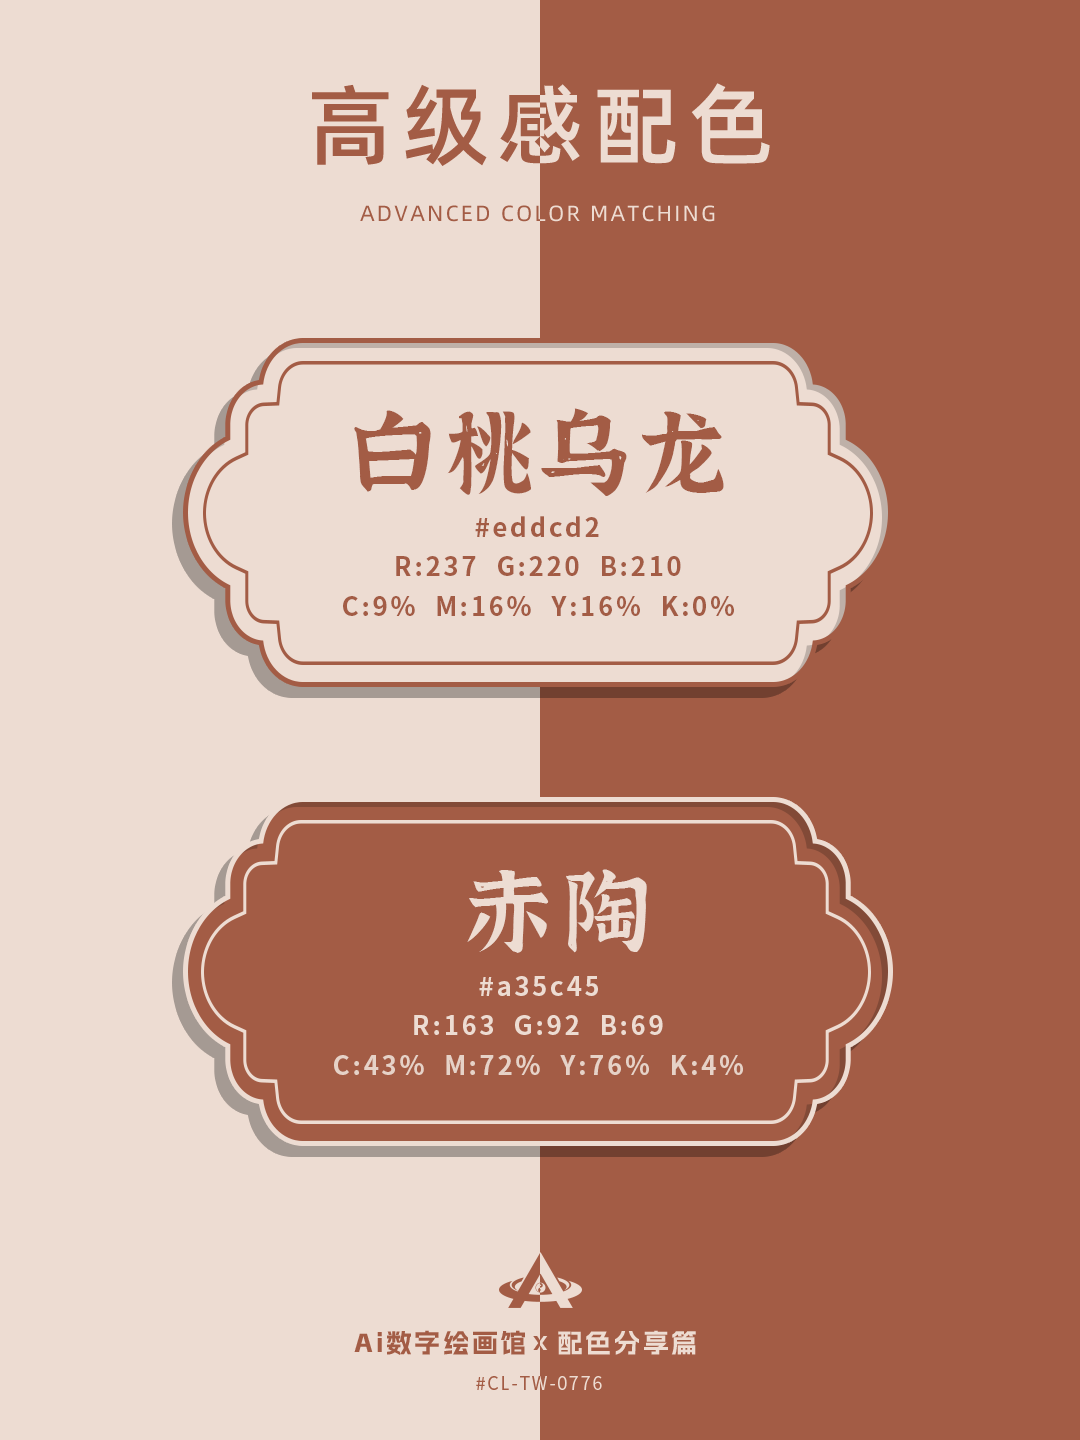 高级感配色
ADVANCED COLOR MATCHING
白桃乌龙
#eddcd2
R:237 G:220 B:210
C:9% M:16% Y:16% K:0%
赤陶
#a35c45
R:163 G:92 B:69
C:43% M:72% Y:76% K:4%
Ai数字绘画馆 x 配色分享篇
#CL-TW-0776